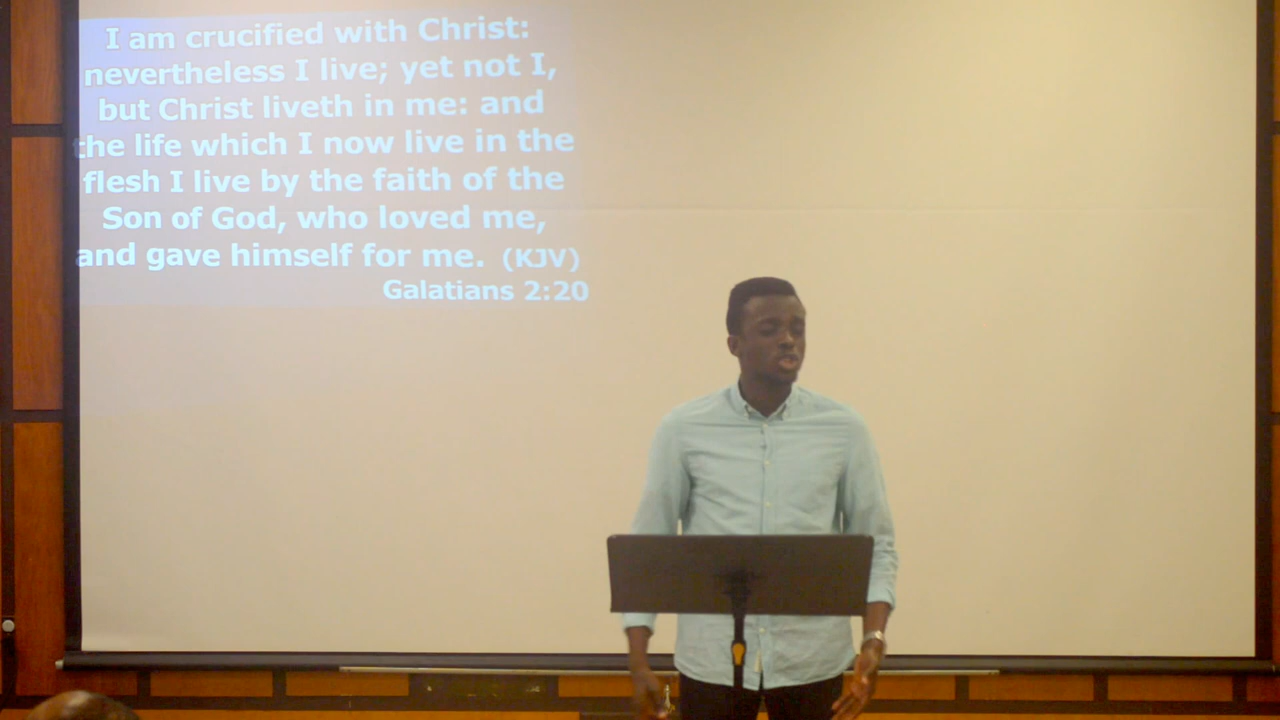 I am crucified with Christ:
nevertheless I live; yet not I,
but Christ liveth in me: and
the life which I now live in the
flesh I live by the faith of the
Son of God, who loved me,
and gave himself for me. (KJV)
Galatians 2:20